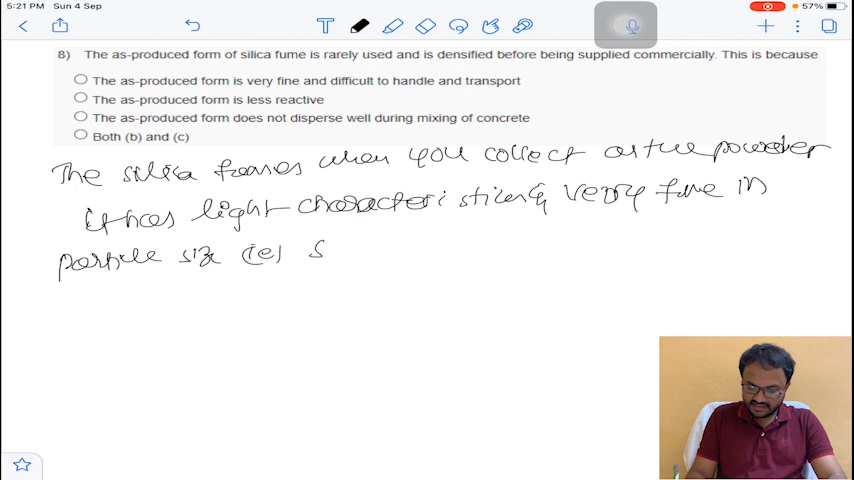 5:21 PM Sun 4 Sep
57%
8) The as-produced form of silica fume is rarely used and is densified before being supplied commercially. This is because
The as-produced form is very fine and difficult to handle and transport
The as-produced form is less reactive
The as-produced form does not disperse well during mixing of concrete
Both (b) and (c)
The silica when you collect as the powder
it has light characteristics & very fine in
particle size (ie) S